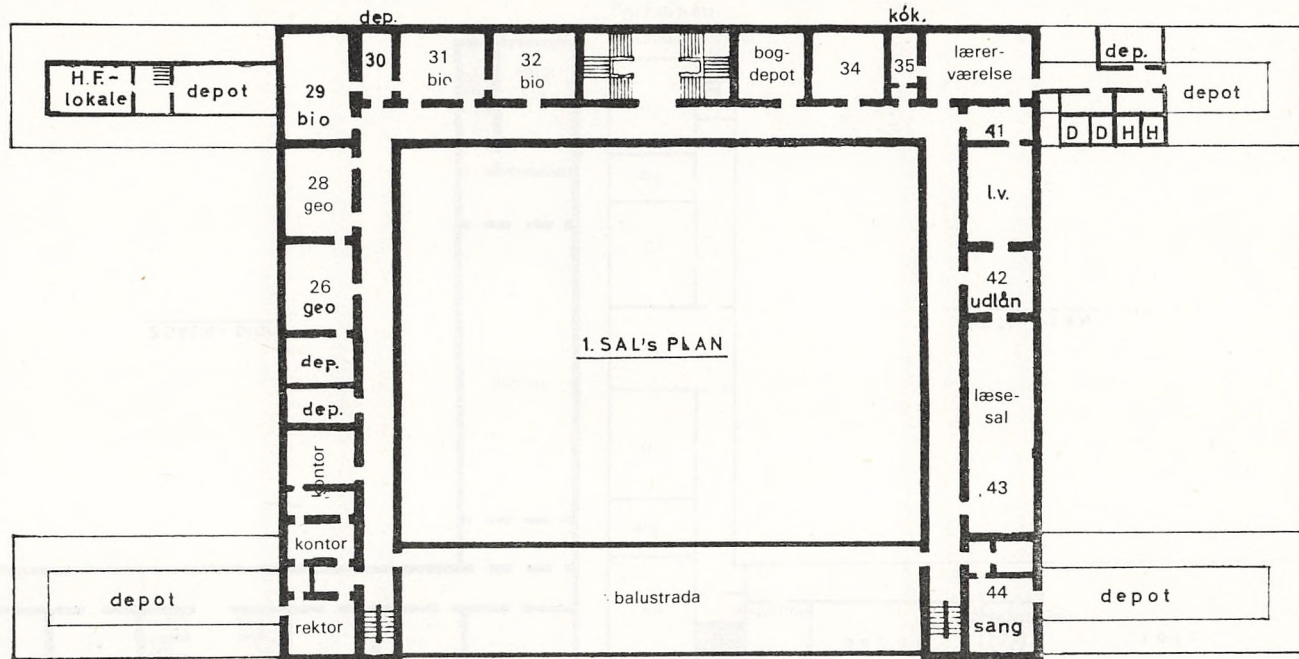 dep.
kók.
H.F.-
lokale
depot
29
bio
30
31
bio
32
bio
bog-
depot
34
35
lærer-
værelse
dep.
depot
41
D D H H
28
geo
l.v.
26
geo
42
udlån
1. SAL's PLAN
dep.
dep.
læse-
sal
kontor
43
kontor
depot
rektor
balustrada
44
sang
depot